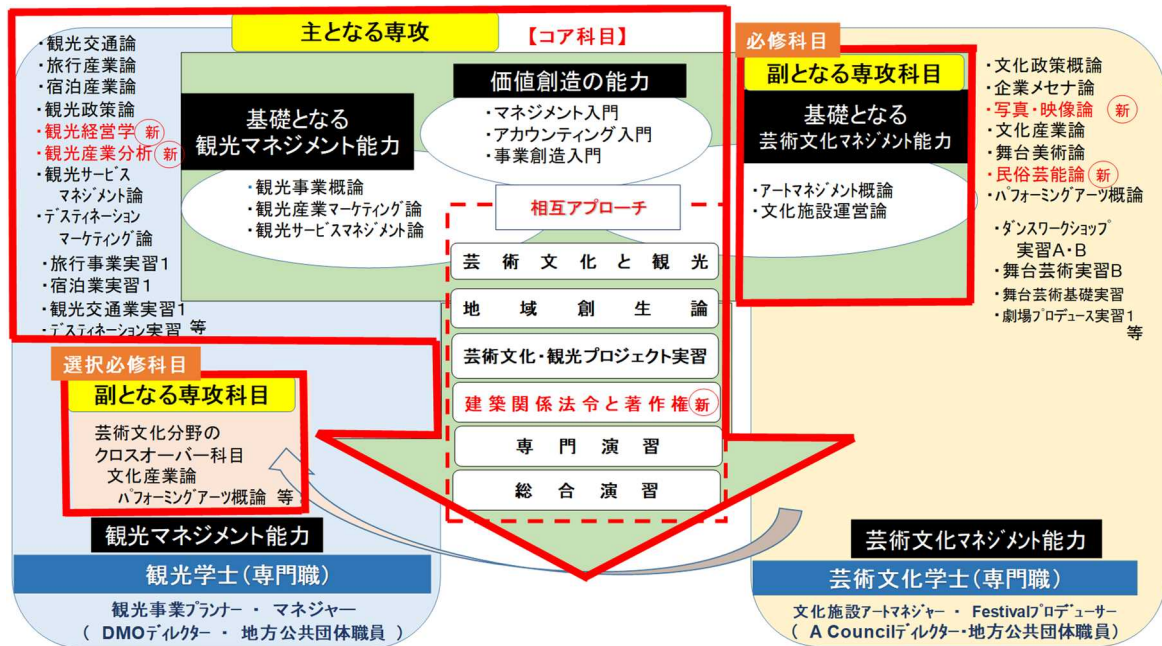 主となる専攻
【コア科目】
・観光交通論
・旅行産業論
・宿泊産業論
・観光政策論
・観光経営学 新
・観光産業分析 新
・観光サービス
マネジメント論
・デスティネーション
マーケティング論
・旅行事業実習1
・宿泊業実習1
・観光交通業実習1
・デスティネーション実習 等
基礎となる
観光マネジメント能力
・観光事業概論
・観光産業マーケティング論
・観光サービスマネジメント論
価値創造の能力
・マネジメント入門
・アカウンティング入門
・事業創造入門
必修科目
副となる専攻科目
基礎となる
芸術文化マネジメント能力
・アートマネジメント概論
・文化施設運営論
・文化政策概論
・企業メセナ論
・写真・映像論 新
・文化産業論
・舞台美術論
・民俗芸能論 新
・パフォーミングアーツ概論
・ダンスワークショップ
実習A・B
・舞台芸術実習B
・舞台芸術基礎実習
・劇場プロデュース実習1
等
相互アプローチ
芸術文化と観光
地域創生論
芸術文化・観光プロジェクト実習
建築関係法令と著作権 新
専門演習
総合演習
選択必修科目
副となる専攻科目
芸術文化分野の
クロスオーバー科目
文化産業論
パフォーミングアーツ概論 等
観光マネジメント能力
観光学士(専門職)
観光事業プランナー ・ マネジャー
( DMOディレクター ・ 地方公共団体職員 )
芸術文化マネジメント能力
芸術文化学士(専門職)
文化施設アートマネジャー ・ Festivalプロデューサー
( A Councilディレクター・地方公共団体職員)